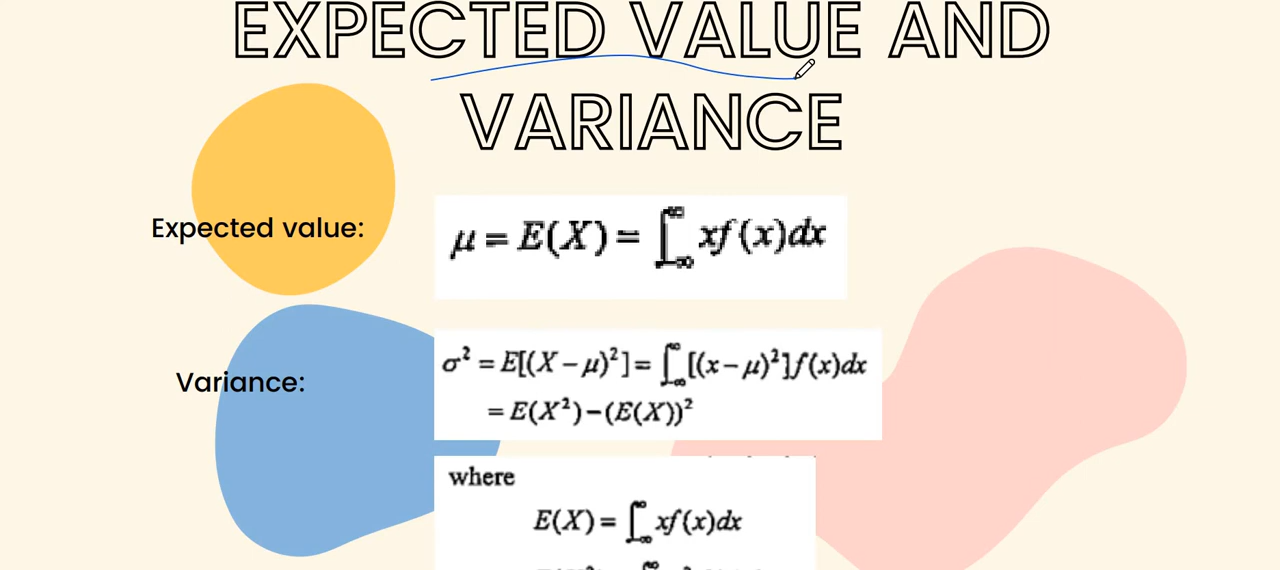 EXPECTED VALUE AND
VARIANCE
Expected value:
μ = E(X) = ∫_{-∞}^{∞} xf(x)dx
Variance:
σ² = E[(X − μ)²] = ∫_{-∞}^{∞} [(x − μ)²]f(x)dx
= E(X²) − (E(X))²
where
E(X) = ∫_{-∞}^{∞} xf(x)dx